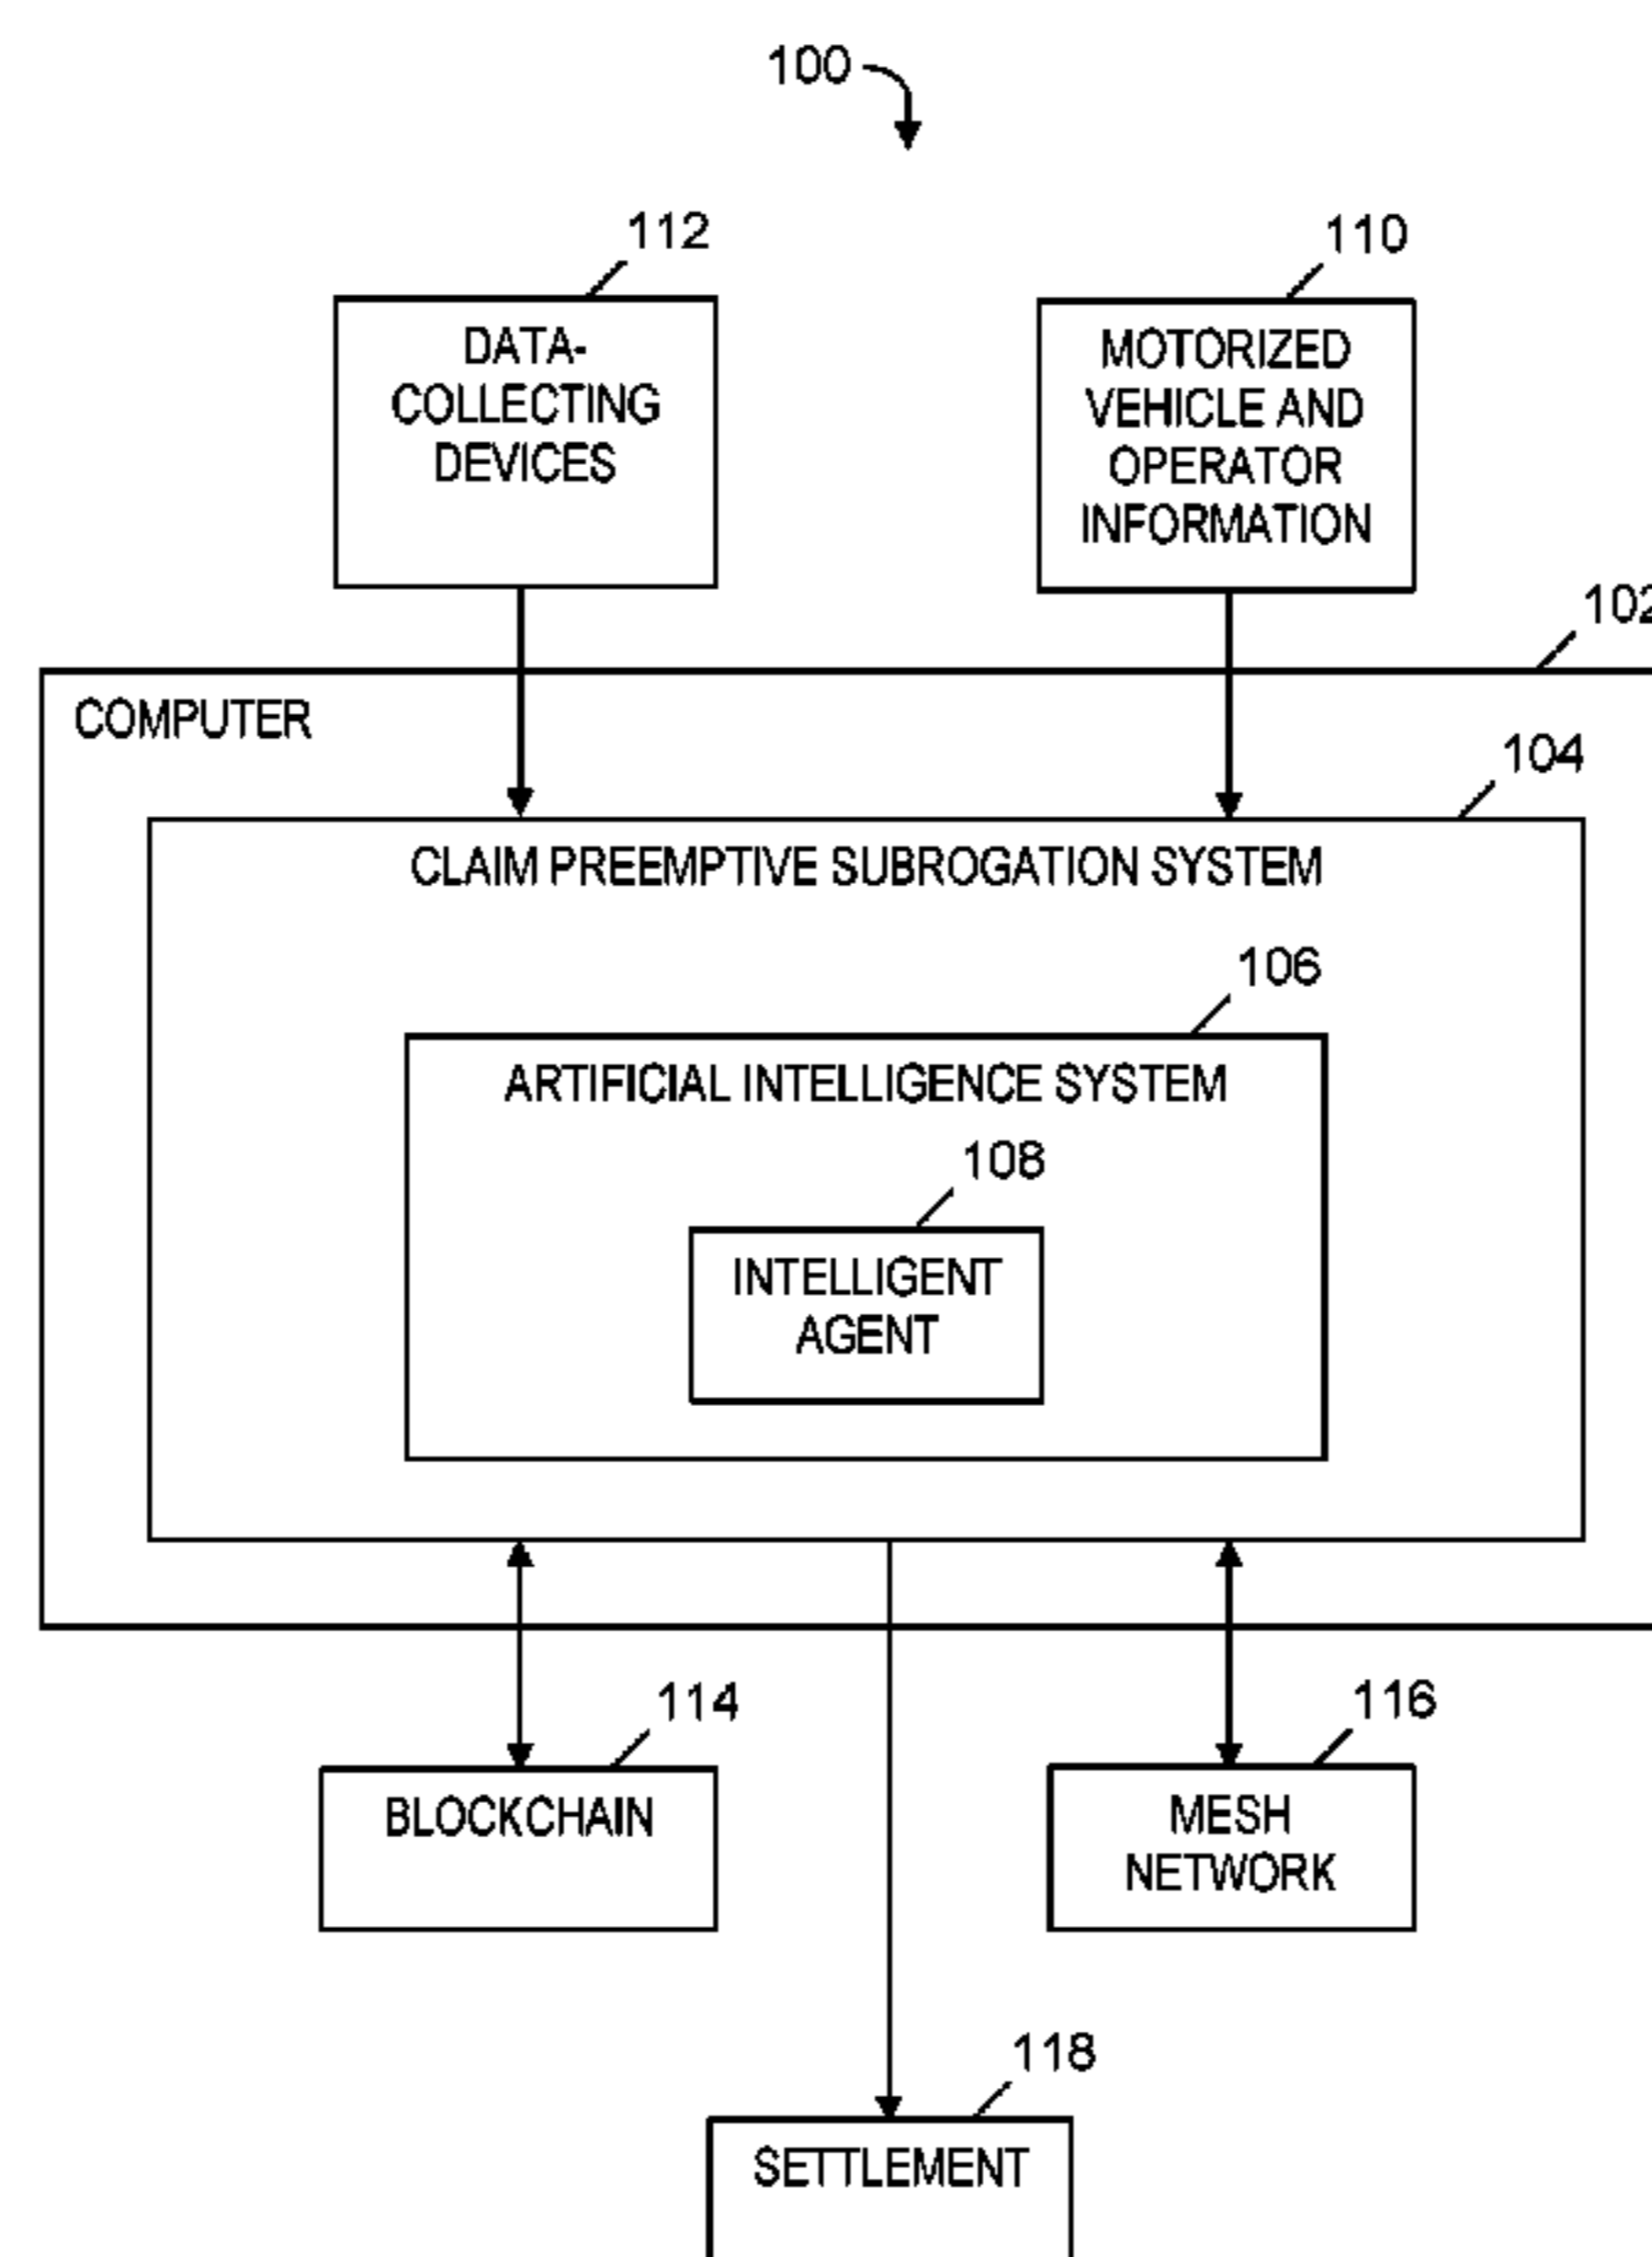 100
112
110
DATA-
COLLECTING
DEVICES
MOTORIZED
VEHICLE AND
OPERATOR
INFORMATION
102
COMPUTER
104
CLAIM PREEMPTIVE SUBROGATION SYSTEM
106
ARTIFICIAL INTELLIGENCE SYSTEM
108
INTELLIGENT
AGENT
114
116
BLOCKCHAIN
MESH
NETWORK
118
SETTLEMENT